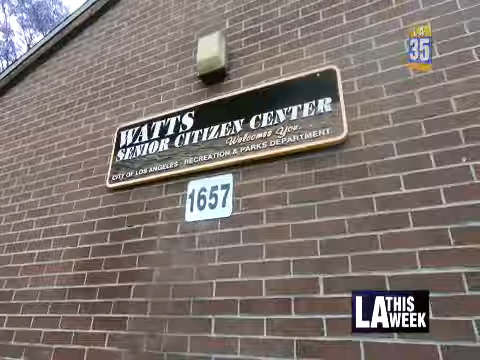 35
WATTS
SENIOR CITIZEN CENTER
Welcomes You
CITY OF LOS ANGELES - RECREATION & PARKS DEPARTMENT
1657
LA THIS WEEK